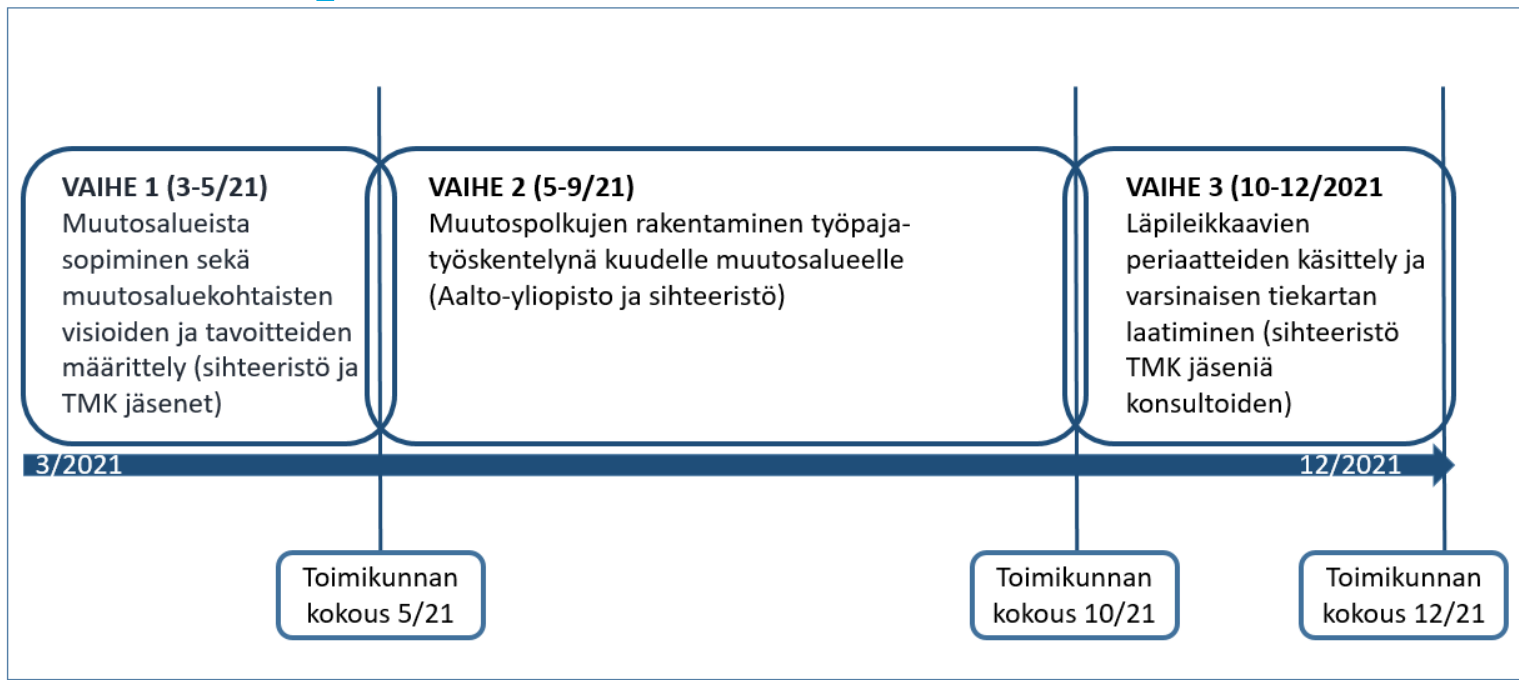 VAIHE 1 (3-5/21)
Muutosalueista
sopiminen sekä
muutosaluekohtaisten
visioiden ja tavoitteiden
määrittely (sihteeristö ja
TMK jäsenet)
VAIHE 2 (5-9/21)
Muutospolkujen rakentaminen työpaja-
työskentelynä kuudelle muutosalueelle
(Aalto-yliopisto ja sihteeristö)
VAIHE 3 (10-12/2021
Läpileikkaavien
periaatteiden käsittely ja
varsinaisen tiekartan
laatiminen (sihteeristö
TMK jäseniä
konsultoiden)
3/2021
12/2021
Toimikunnan
kokous 5/21
Toimikunnan
kokous 10/21
Toimikunnan
kokous 12/21